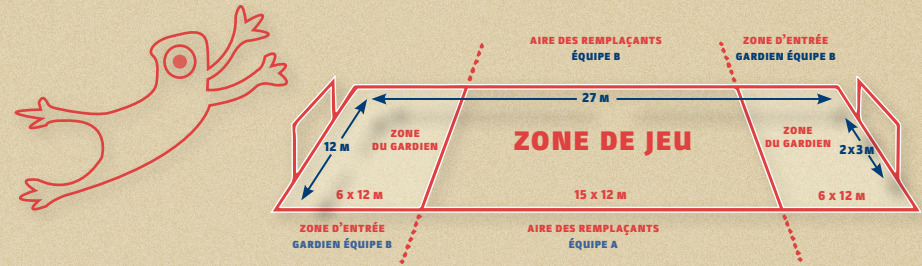 AIRE DES REMPLAÇANTS
ÉQUIPE B
ZONE D'ENTRÉE
GARDIEN ÉQUIPE B
27 M
ZONE
DU GARDIEN
12 M
ZONE DE JEU
ZONE
DU GARDIEN
2x3M
6 x 12 M
15 x 12 M
6 x 12 M
ZONE D'ENTRÉE
GARDIEN ÉQUIPE B
AIRE DES REMPLAÇANTS
ÉQUIPE A